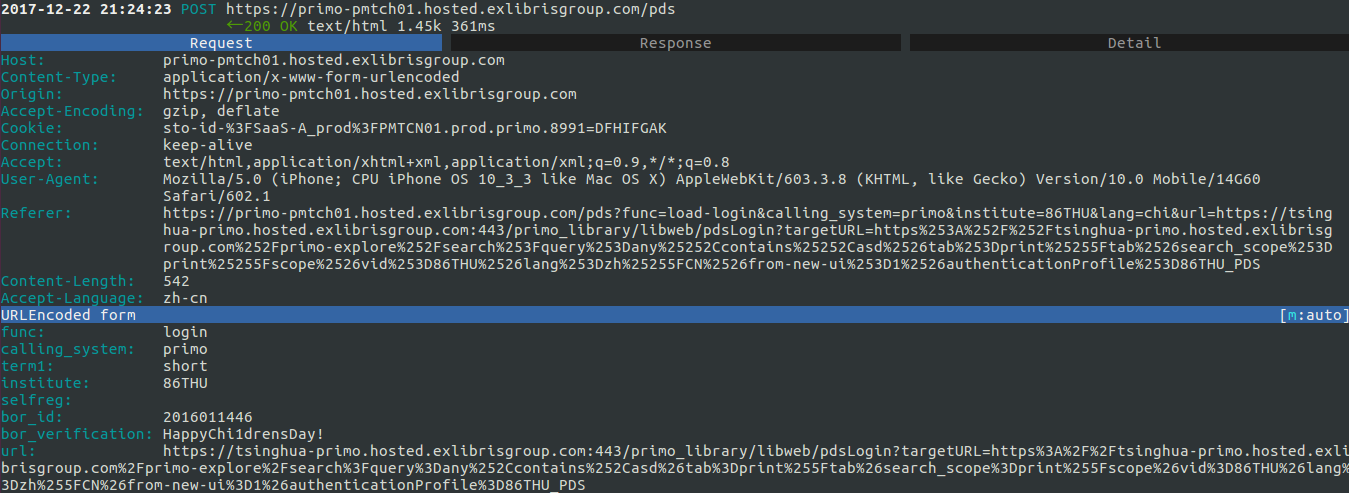 2017-12-22 21:24:23 POST https://primo-pmtch01.hosted.exlibrisgroup.com/pds
←200 OK text/html 1.45k 361ms
Request Response Detail
Host: primo-pmtch01.hosted.exlibrisgroup.com
Content-Type: application/x-www-form-urlencoded
Origin: https://primo-pmtch01.hosted.exlibrisgroup.com
Accept-Encoding: gzip, deflate
Cookie: sto-id-%3FSaaS-A_prod%3FPMTCN01.prod.primo.8991=DFHIFGAK
Connection: keep-alive
Accept: text/html,application/xhtml+xml,application/xml;q=0.9,*/*;q=0.8
User-Agent: Mozilla/5.0 (iPhone; CPU iPhone OS 10_3_3 like Mac OS X) AppleWebKit/603.3.8 (KHTML, like Gecko) Version/10.0 Mobile/14G60
Safari/602.1
Referer: https://primo-pmtch01.hosted.exlibrisgroup.com/pds?func=load-login&calling_system=primo&institute=86THU&lang=chi&url=https://tsing
hua-primo.hosted.exlibrisgroup.com:443/primo_library/libweb/pdsLogin?targetURL=https%253A%252F%252Ftsinghua-primo.hosted.exlibrisg
roup.com%252Fprimo-explore%252Fsearch%253Fquery%253Dany%25252Ccontains%25252Casd%2526tab%253Dprint%25255Ftab%2526search_scope%253D
print%25255Fscope%2526vid%253D86THU%2526lang%253Dzh%25255FCN%2526from-new-ui%253D1%2526authenticationProfile%253D86THU_PDS
Content-Length: 542
Accept-Language: zh-cn
URLEncoded form [m:auto]
func: login
calling_system: primo
term1: short
institute: 86THU
selfreg:
bor_id: 2016011446
bor_verification: HappyChi1drensDay!
url: https://tsinghua-primo.hosted.exlibrisgroup.com:443/primo_library/libweb/pdsLogin?targetURL=https%3A%2F%2Ftsinghua-primo.hosted.exli
brisgroup.com%2Fprimo-explore%2Fsearch%3Fquery%3Dany%252Ccontains%252Casd%26tab%3Dprint%255Ftab%26search_scope%3Dprint%255Fscope%26vid%3D86THU%26lang%
3Dzh%255FCN%26from-new-ui%3D1%26authenticationProfile%3D86THU_PDS